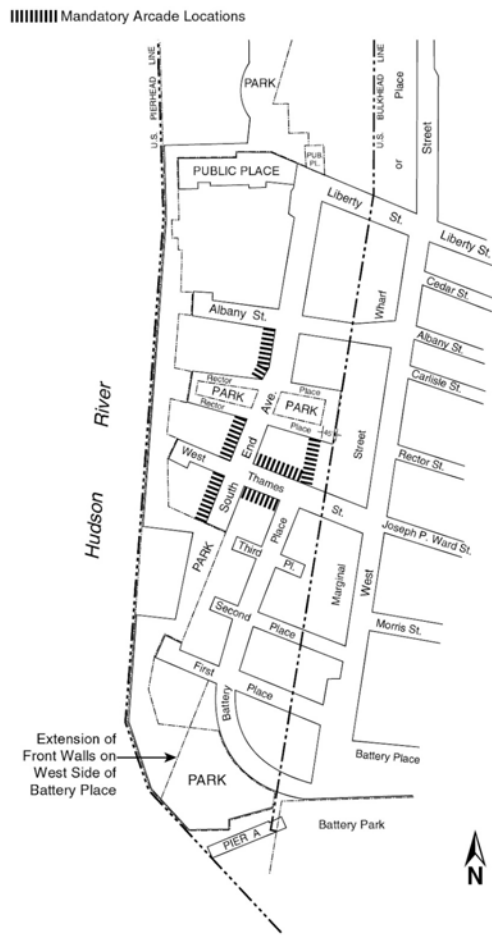 Mandatory Arcade Locations
U.S. PIERHEAD LINE
PARK
U.S. BULKHEAD LINE
Place
or
Street
PUB.
PL.
PUBLIC PLACE
Liberty St.
Liberty St.
Cedar St.
Wharf
Albany St.
Albany St.
Carlisle St.
Rector Place
PARK
Rector Place
Ave.
PARK
45'
River
Hudson
Rector St.
Street
West Thames St.
End
South
Joseph P. Ward St.
PARK
Place
Third Pl.
Marginal
West
Second Place
Morris St.
First Place
Battery
Battery Place
Extension of
Front Walls on
West Side of
Battery Place
PARK
PIER A
Battery Park
N